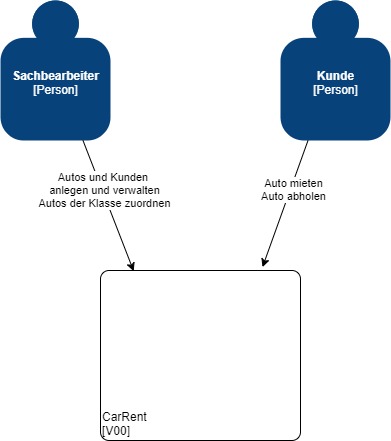 Sachbearbeiter
[Person]
Kunde
[Person]
Autos und Kunden
anlegen und verwalten
Autos der Klasse zuordnen
Auto mieten
Auto abholen
CarRent
[V00]